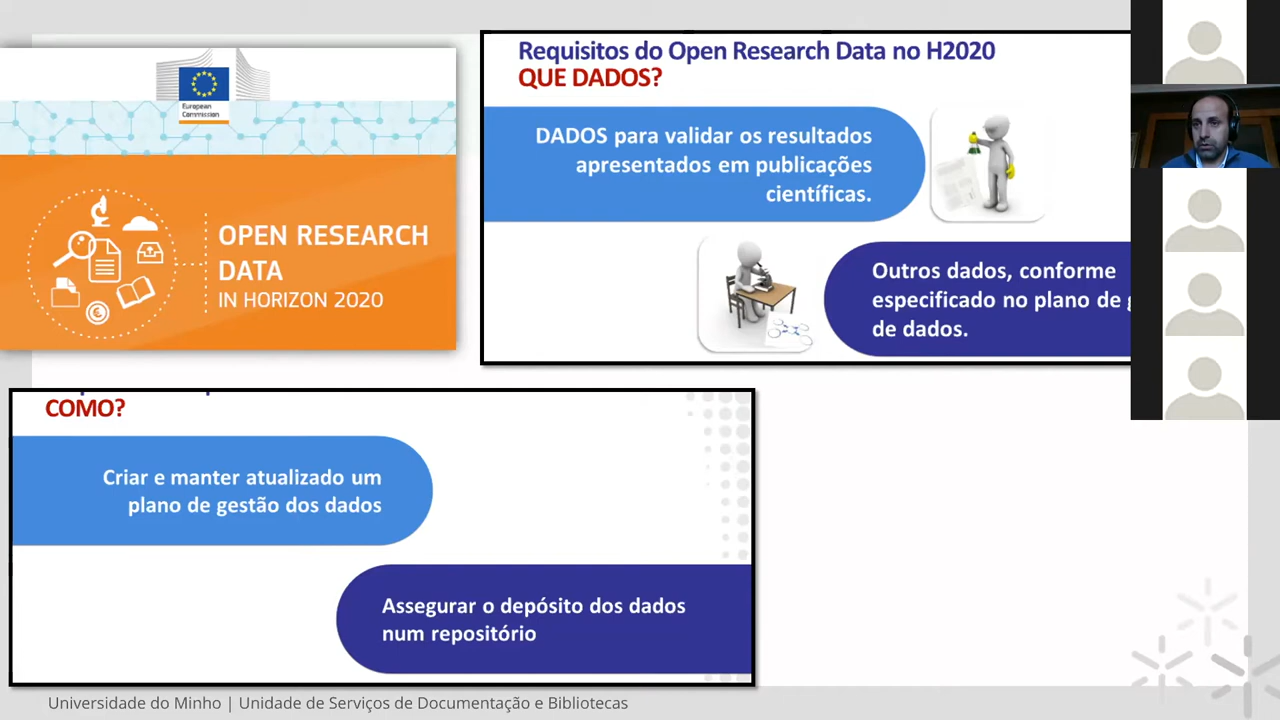 European
Commission
OPEN RESEARCH
DATA
IN HORIZON 2020
Requisitos do Open Research Data no H2020
QUE DADOS?
DADOS para validar os resultados
apresentados em publicações
científicas.
Outros dados, conforme
especificado no plano de
de dados.
COMO?
Criar e manter atualizado um
plano de gestão dos dados
Assegurar o depósito dos dados
num repositório
Universidade do Minho | Unidade de Serviços de Documentação e Bibliotecas